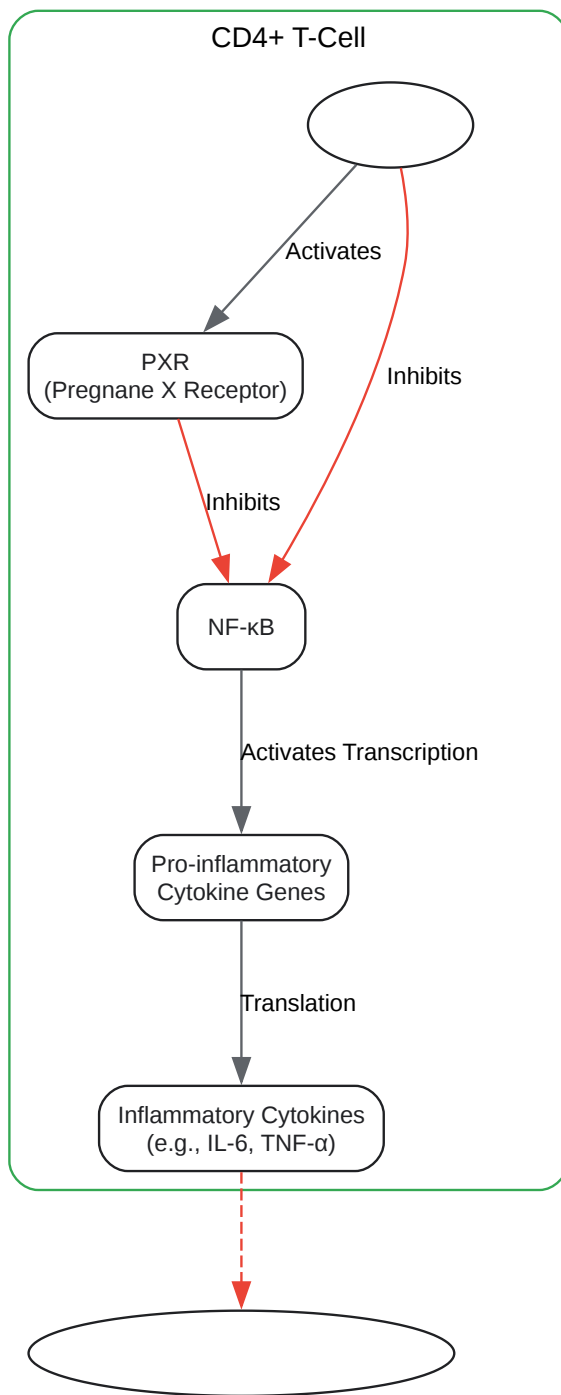 CD4+ T-Cell
Activates
PXR
(Pregnane X Receptor)
Inhibits
Inhibits
NF-κB
Activates Transcription
Pro-inflammatory
Cytokine Genes
Translation
Inflammatory Cytokines
(e.g., IL-6, TNF-α)